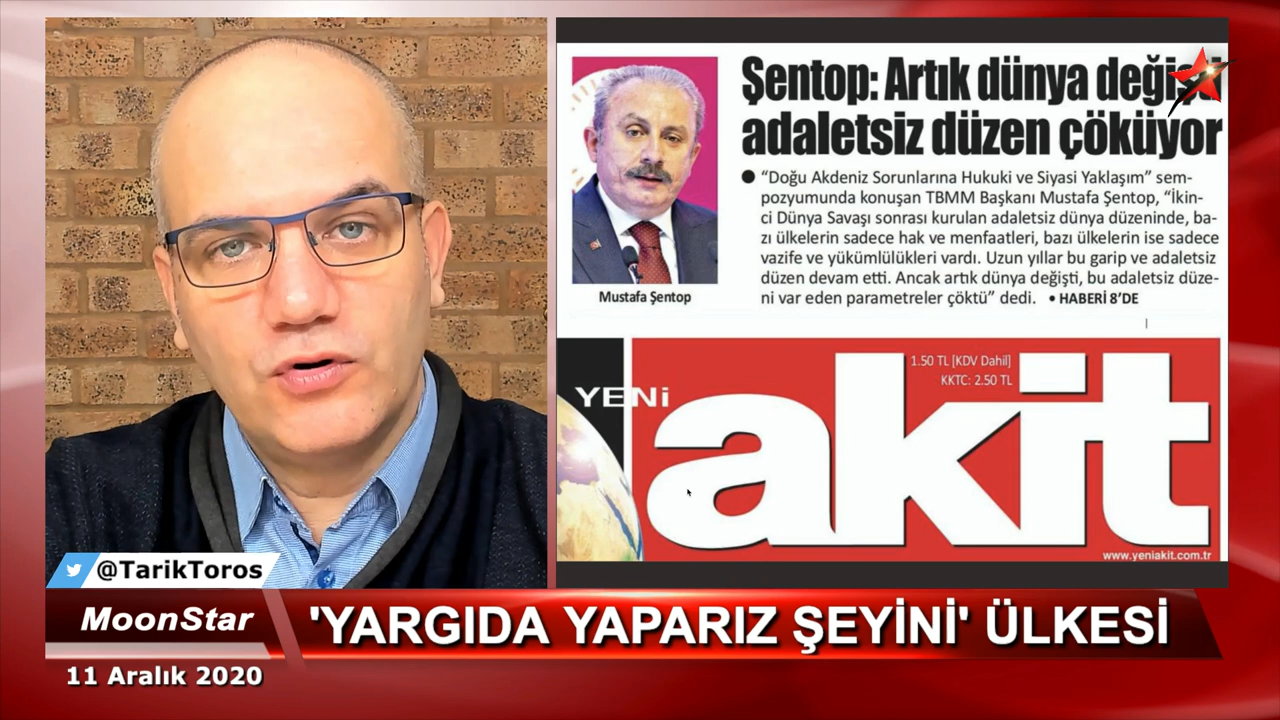 Şentop: Artık dünya değişti
adaletsiz düzen çöküyor
● “Doğu Akdeniz Sorunlarına Hukuki ve Siyasi Yaklaşım” sem-
pozyumunda konuşan TBMM Başkanı Mustafa Şentop, “İkin-
ci Dünya Savaşı sonrası kurulan adaletsiz dünya düzeninde, ba-
zı ülkelerin sadece hak ve menfaatleri, bazı ülkelerin ise sadece
vazife ve yükümlülükleri vardı. Uzun yıllar bu garip ve adaletsiz
düzen devam etti. Ancak artık dünya değişti, bu adaletsiz düze-
ni var eden parametreler çöktü” dedi. • HABERİ 8’DE
Mustafa Şentop
1.50 TL [KDV Dahil]
KKTC: 2.50 TL
YENi
akit
www.yeniakit.com.tr
@TarikToros
MoonStar
'YARGIDA YAPARIZ ŞEYİNİ' ÜLKESİ
11 Aralık 2020